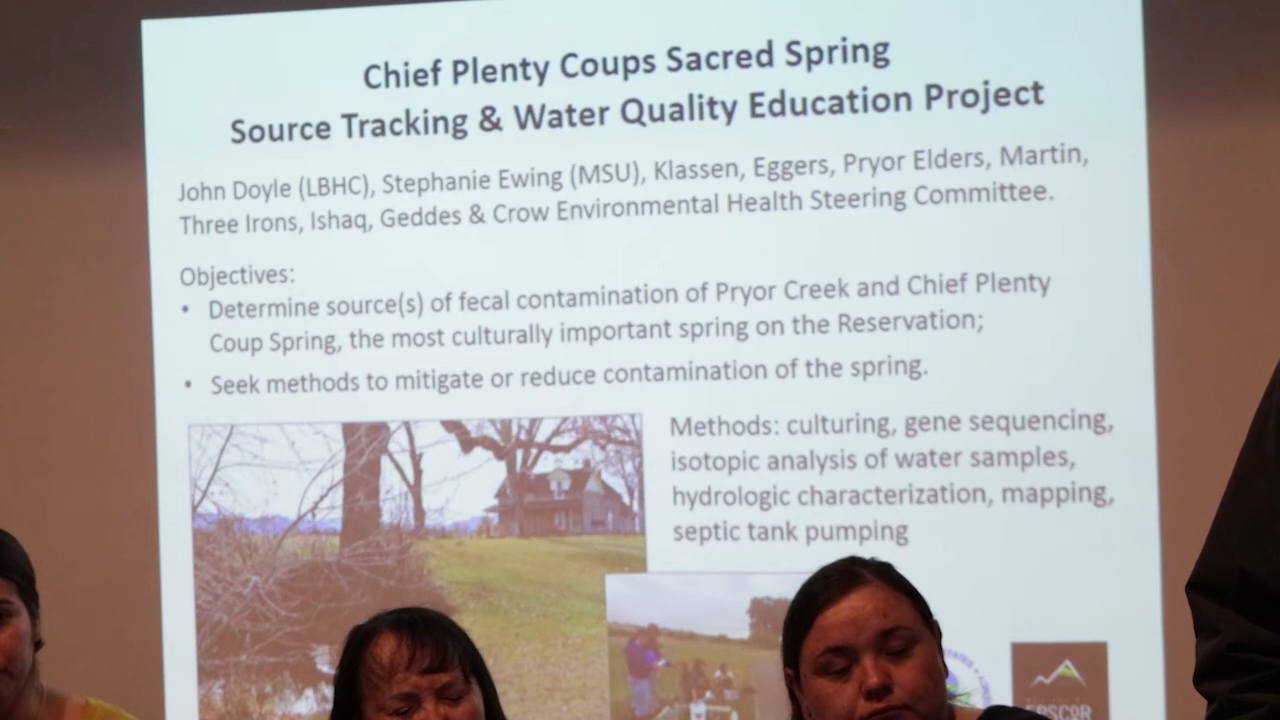 Chief Plenty Coups Sacred Spring
Source Tracking & Water Quality Education Project
John Doyle (LBHC), Stephanie Ewing (MSU), Klassen, Eggers, Pryor Elders, Martin,
Three Irons, Ishaq, Geddes & Crow Environmental Health Steering Committee.
Objectives:
• Determine source(s) of fecal contamination of Pryor Creek and Chief Plenty
Coup Spring, the most culturally important spring on the Reservation;
• Seek methods to mitigate or reduce contamination of the spring.
Methods: culturing, gene sequencing,
isotopic analysis of water samples,
hydrologic characterization, mapping,
septic tank pumping
EPSCOR